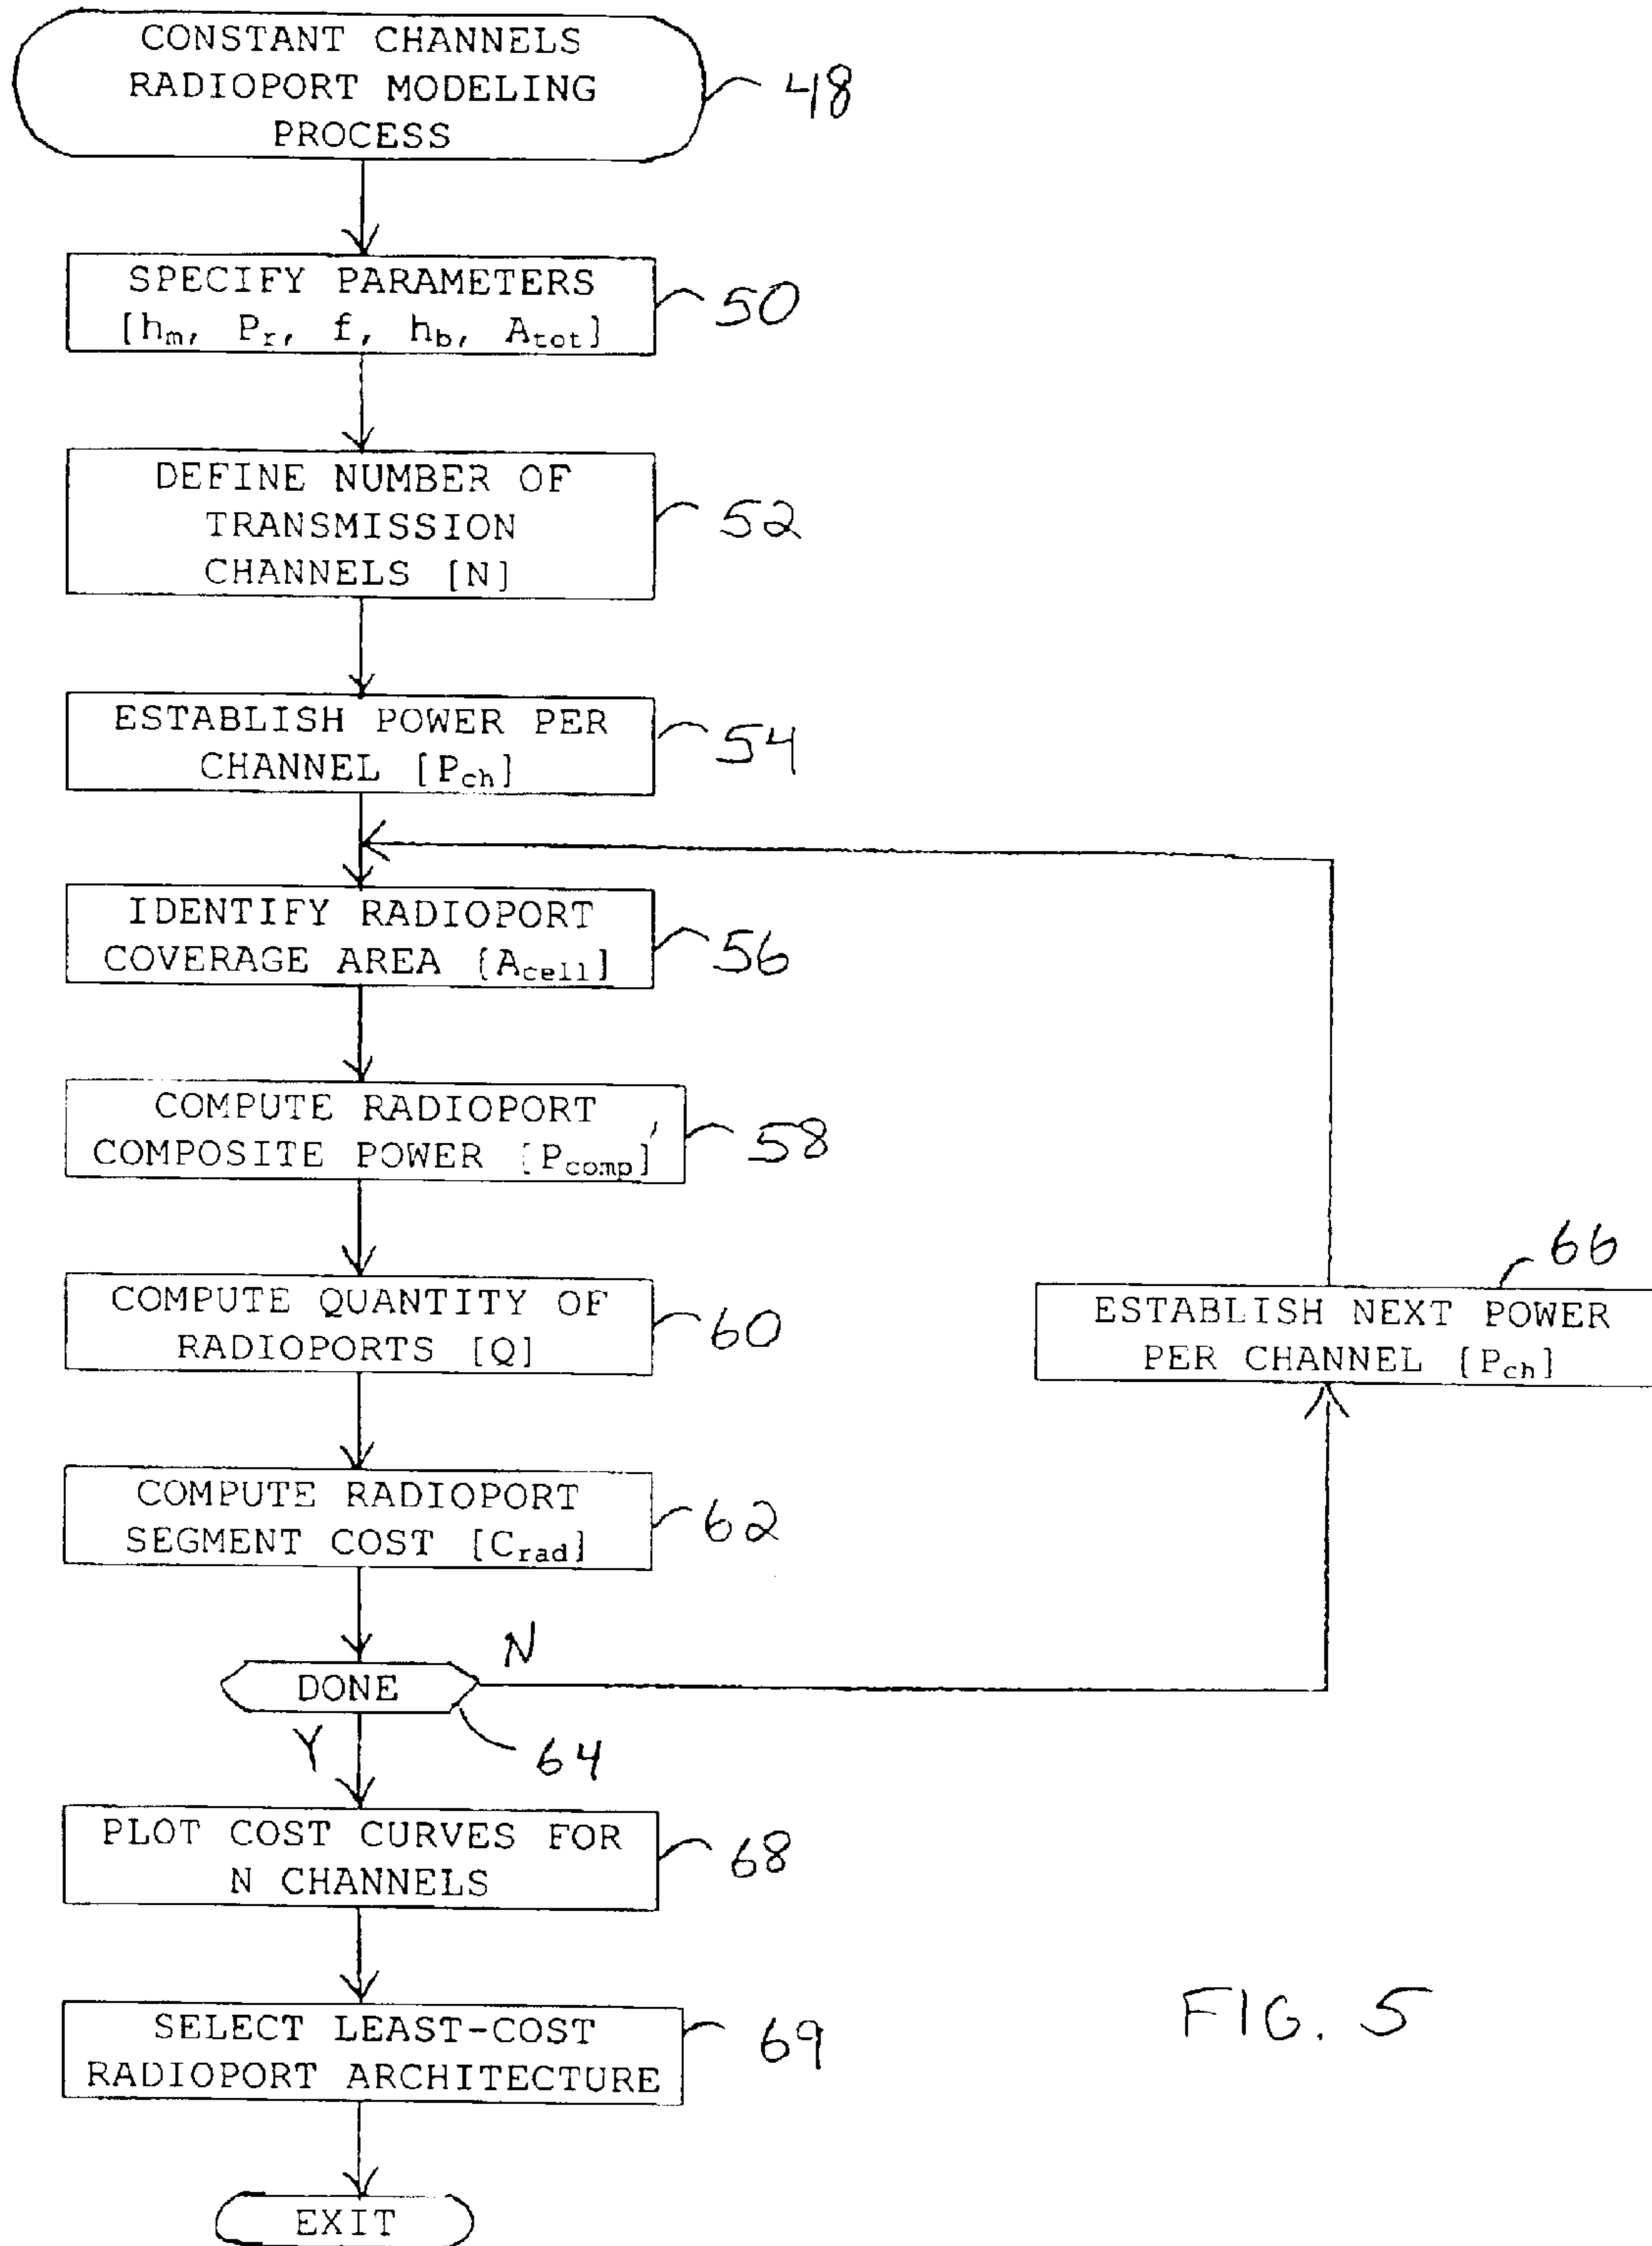 CONSTANT CHANNELS
RADIOPORT MODELING
PROCESS
48
SPECIFY PARAMETERS
[hm, Pr, f, hb, Atot]
50
DEFINE NUMBER OF
TRANSMISSION
CHANNELS [N]
52
ESTABLISH POWER PER
CHANNEL [Pch]
54
IDENTIFY RADIOPORT
COVERAGE AREA [Acell]
56
COMPUTE RADIOPORT
COMPOSITE POWER [Pcomp]
58
COMPUTE QUANTITY OF
RADIOPORTS [Q]
60
66
ESTABLISH NEXT POWER
PER CHANNEL [Pch]
COMPUTE RADIOPORT
SEGMENT COST [Crad]
62
DONE
N
Y
64
PLOT COST CURVES FOR
N CHANNELS
68
SELECT LEAST-COST
RADIOPORT ARCHITECTURE
69
FIG. 5
EXIT